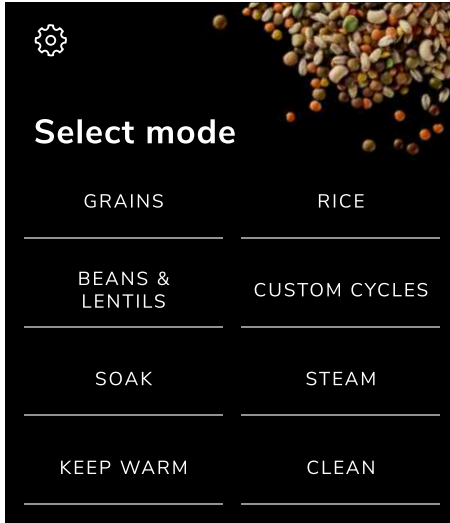 Select mode
GRAINS
RICE
BEANS &
LENTILS
CUSTOM CYCLES
SOAK
STEAM
KEEP WARM
CLEAN